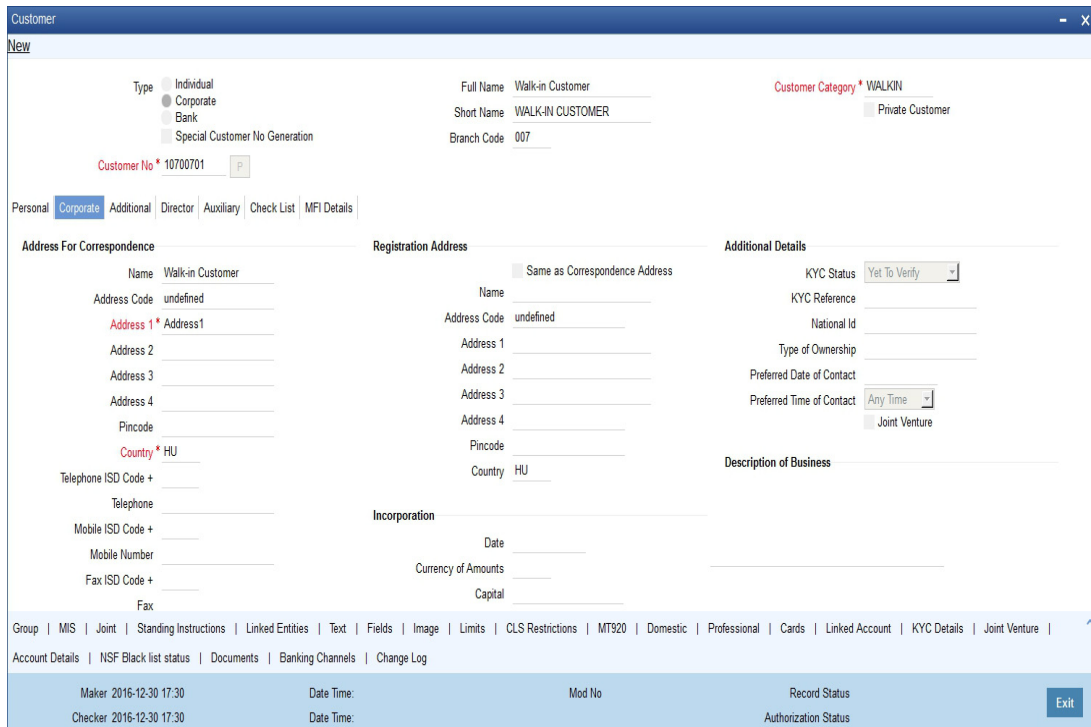 Customer
New
Type Individual
Corporate
Bank
Special Customer No Generation
Customer No * 10700701 P
Full Name Walk-in Customer
Short Name WALK-IN CUSTOMER
Branch Code 007
Customer Category * WALKIN
Private Customer
Personal Corporate Additional Director Auxiliary Check List MFI Details
Address For Correspondence
Name Walk-in Customer
Address Code undefined
Address 1 * Address1
Address 2
Address 3
Address 4
Pincode
Country * HU
Telephone ISD Code +
Telephone
Mobile ISD Code +
Mobile Number
Fax ISD Code +
Fax
Registration Address
Same as Correspondence Address
Name
Address Code undefined
Address 1
Address 2
Address 3
Address 4
Pincode
Country HU
Incorporation
Date
Currency of Amounts
Capital
Additional Details
KYC Status Yet To Verify
KYC Reference
National Id
Type of Ownership
Preferred Date of Contact
Preferred Time of Contact Any Time
Joint Venture
Description of Business
Group | MIS | Joint | Standing Instructions | Linked Entities | Text | Fields | Image | Limits | CLS Restrictions | MT920 | Domestic | Professional | Cards | Linked Account | KYC Details | Joint Venture |
Account Details | NSF Black list status | Documents | Banking Channels | Change Log
Maker 2016-12-30 17:30 Date Time: Mod No Record Status
Checker 2016-12-30 17:30 Date Time: Authorization Status
Exit